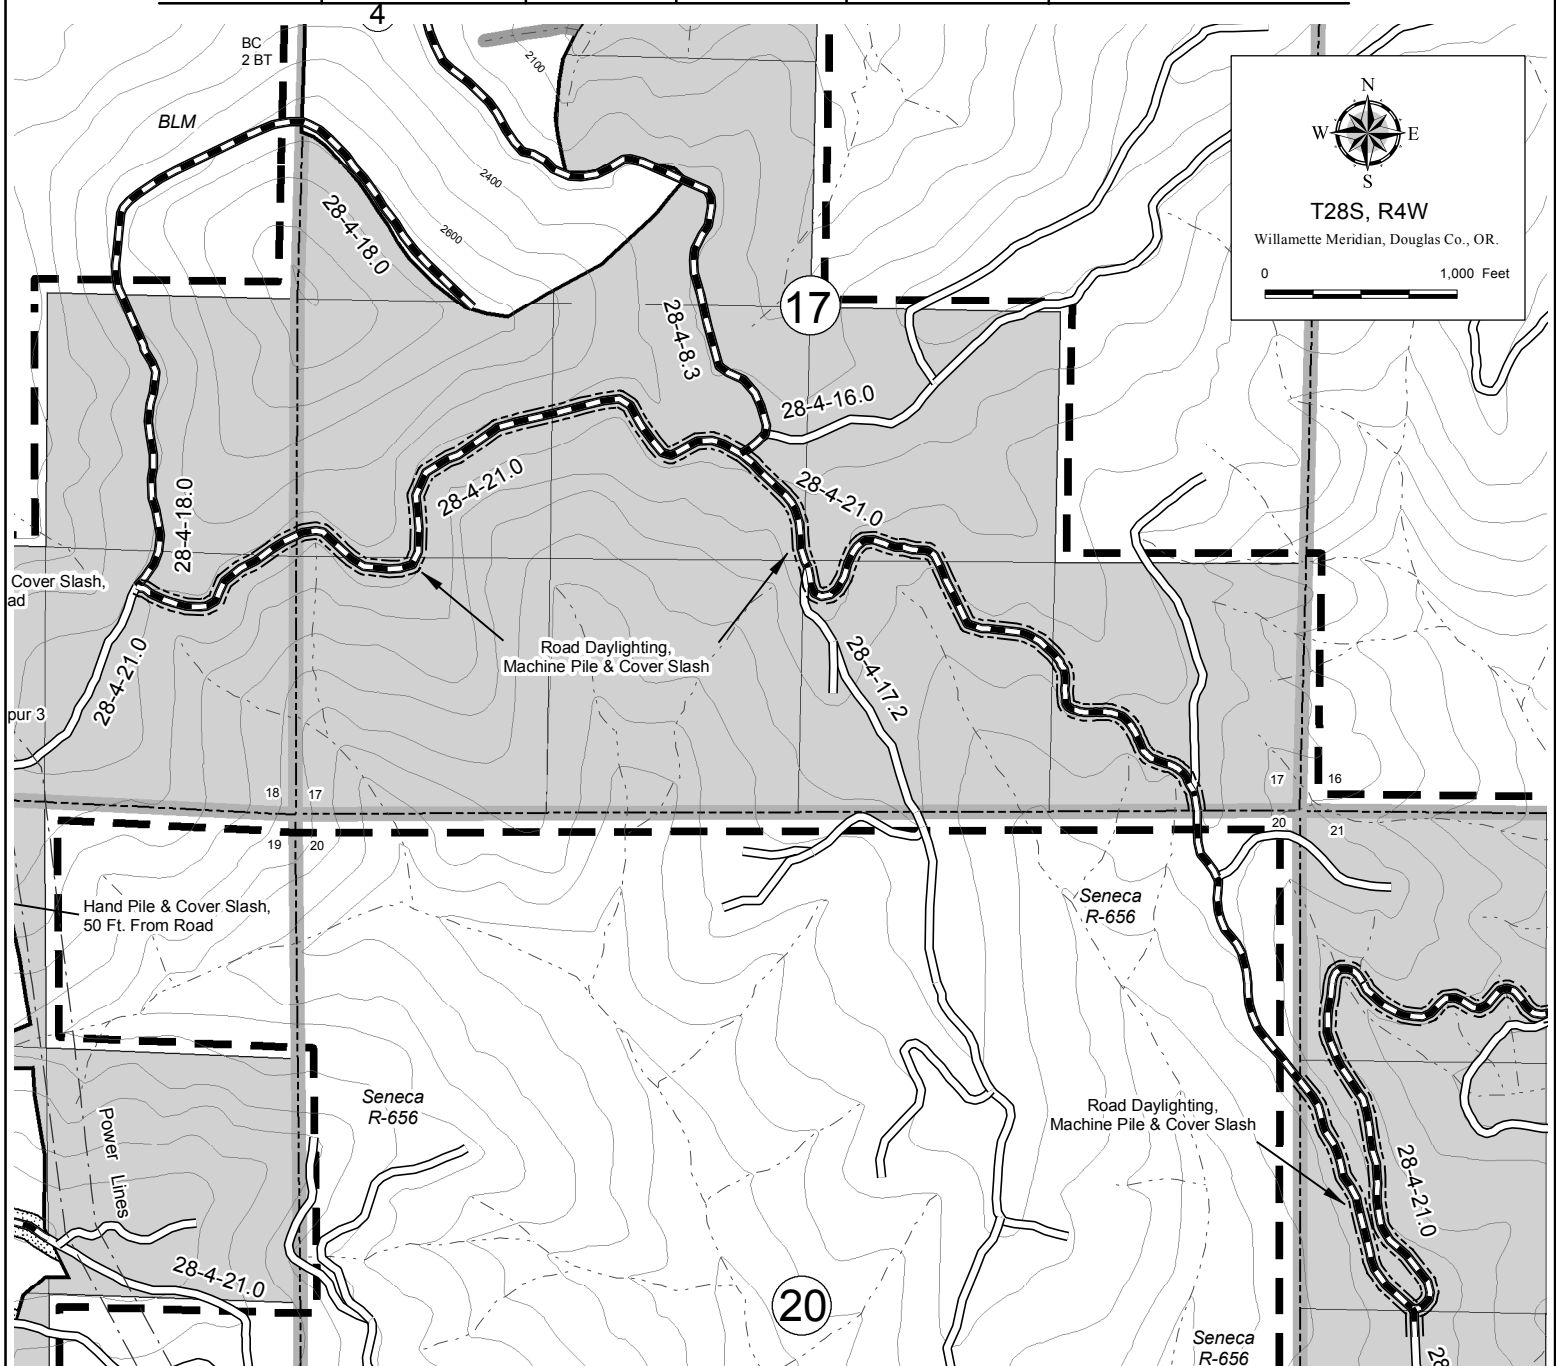 4
BC
2 BT
BLM
2100
2400
2600
N
W
E
S
T28S, R4W
Willamette Meridian, Douglas Co., OR.
0
1,000 Feet
28-4-18.0
17
28-4-8.3
28-4-16.0
28-4-21.0
28-4-21.0
28-4-18.0
Cover Slash,
ad
Road Daylighting,
Machine Pile & Cover Slash
28-4-21.0
28-4-17.2
pur 3
18
17
17
16
19
20
20
21
Hand Pile & Cover Slash,
50 Ft. From Road
Seneca
R-656
Seneca
R-656
Road Daylighting,
Machine Pile & Cover Slash
Power Lines
28-4-21.0
28-4-21.0
20
Seneca
R-656
28